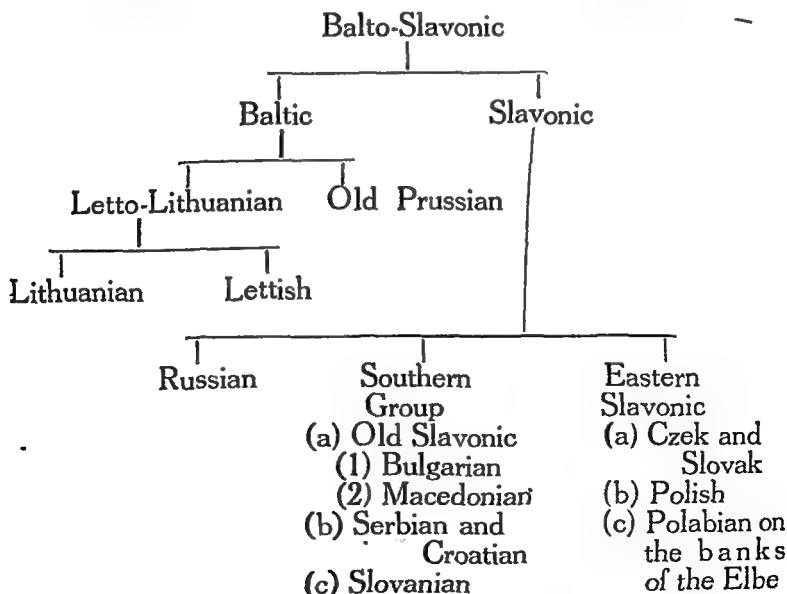 Balto-Slavonic
Baltic Slavonic
Letto-Lithuanian Old Prussian
Lithuanian Lettish
Russian
Southern
Group
(a) Old Slavonic
(1) Bulgarian
(2) Macedonian
(b) Serbian and
Croatian
(c) Slovanian
Eastern
Slavonic
(a) Czek and
Slovak
(b) Polish
(c) Polabian on
the banks
of the Elbe